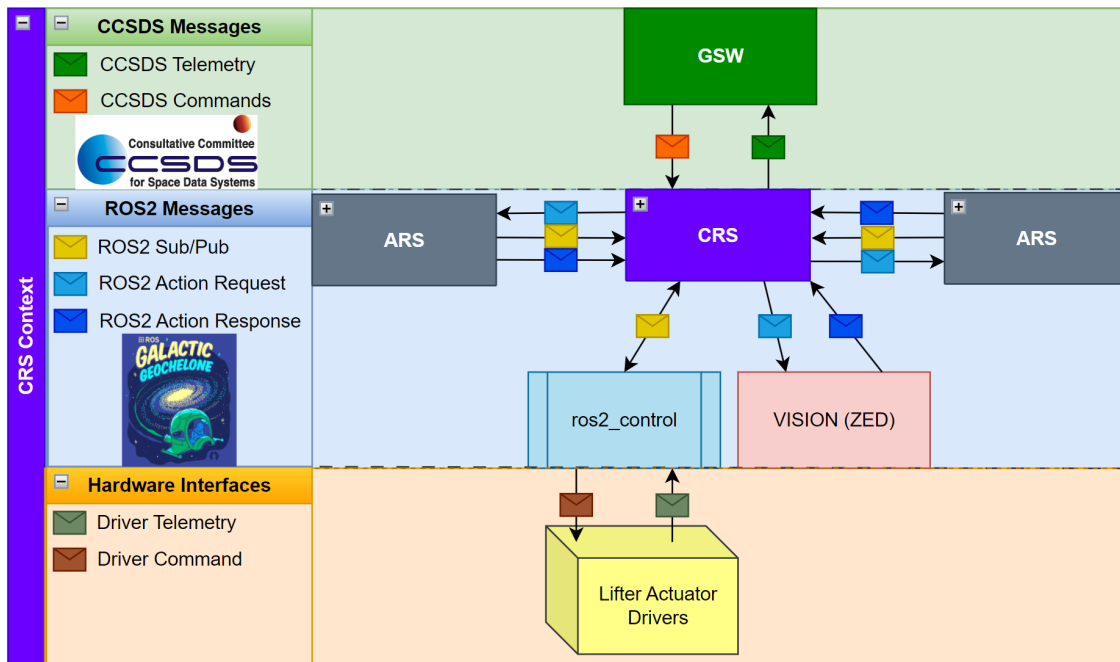 CRS Context
CCSDS Messages
CCSDS Telemetry
CCSDS Commands
Consultative Committee
CCSDS
for Space Data Systems
GSW
ROS2 Messages
ROS2 Sub/Pub
ROS2 Action Request
ROS2 Action Response
ROS
GALACTIC
GEOCHELONE
ARS
CRS
ARS
ros2_control
VISION (ZED)
Hardware Interfaces
Driver Telemetry
Driver Command
Lifter Actuator
Drivers